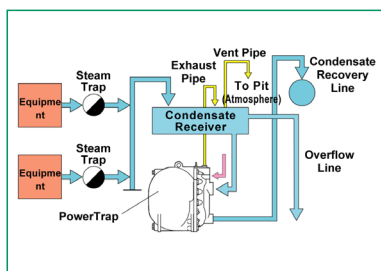 Vent Pipe
Exhaust
Pipe
To Pit
(Atmosphere)
Condensate
Recovery
Line
Steam
Trap
Equipme
nt
Condensate
Receiver
Steam
Trap
Equipme
nt
Overflow
Line
PowerTrap